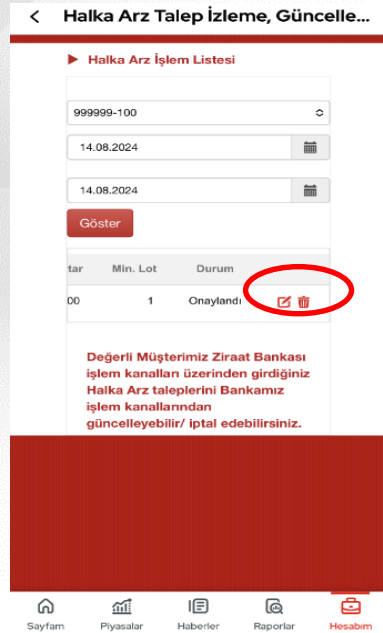 Halka Arz Talep İzleme, Güncelle...
Halka Arz İşlem Listesi
999999-100
14.08.2024
14.08.2024
Göster
tar Min. Lot Durum
00 1 Onaylandı
Değerli Müşterimiz Ziraat Bankası
işlem kanalları üzerinden girdiğiniz
Halka Arz taleplerini Bankamız
işlem kanallarından
güncelleyebilir/ iptal edebilirsiniz.
Sayfam Piyasalar Haberler Raporlar Hesabım